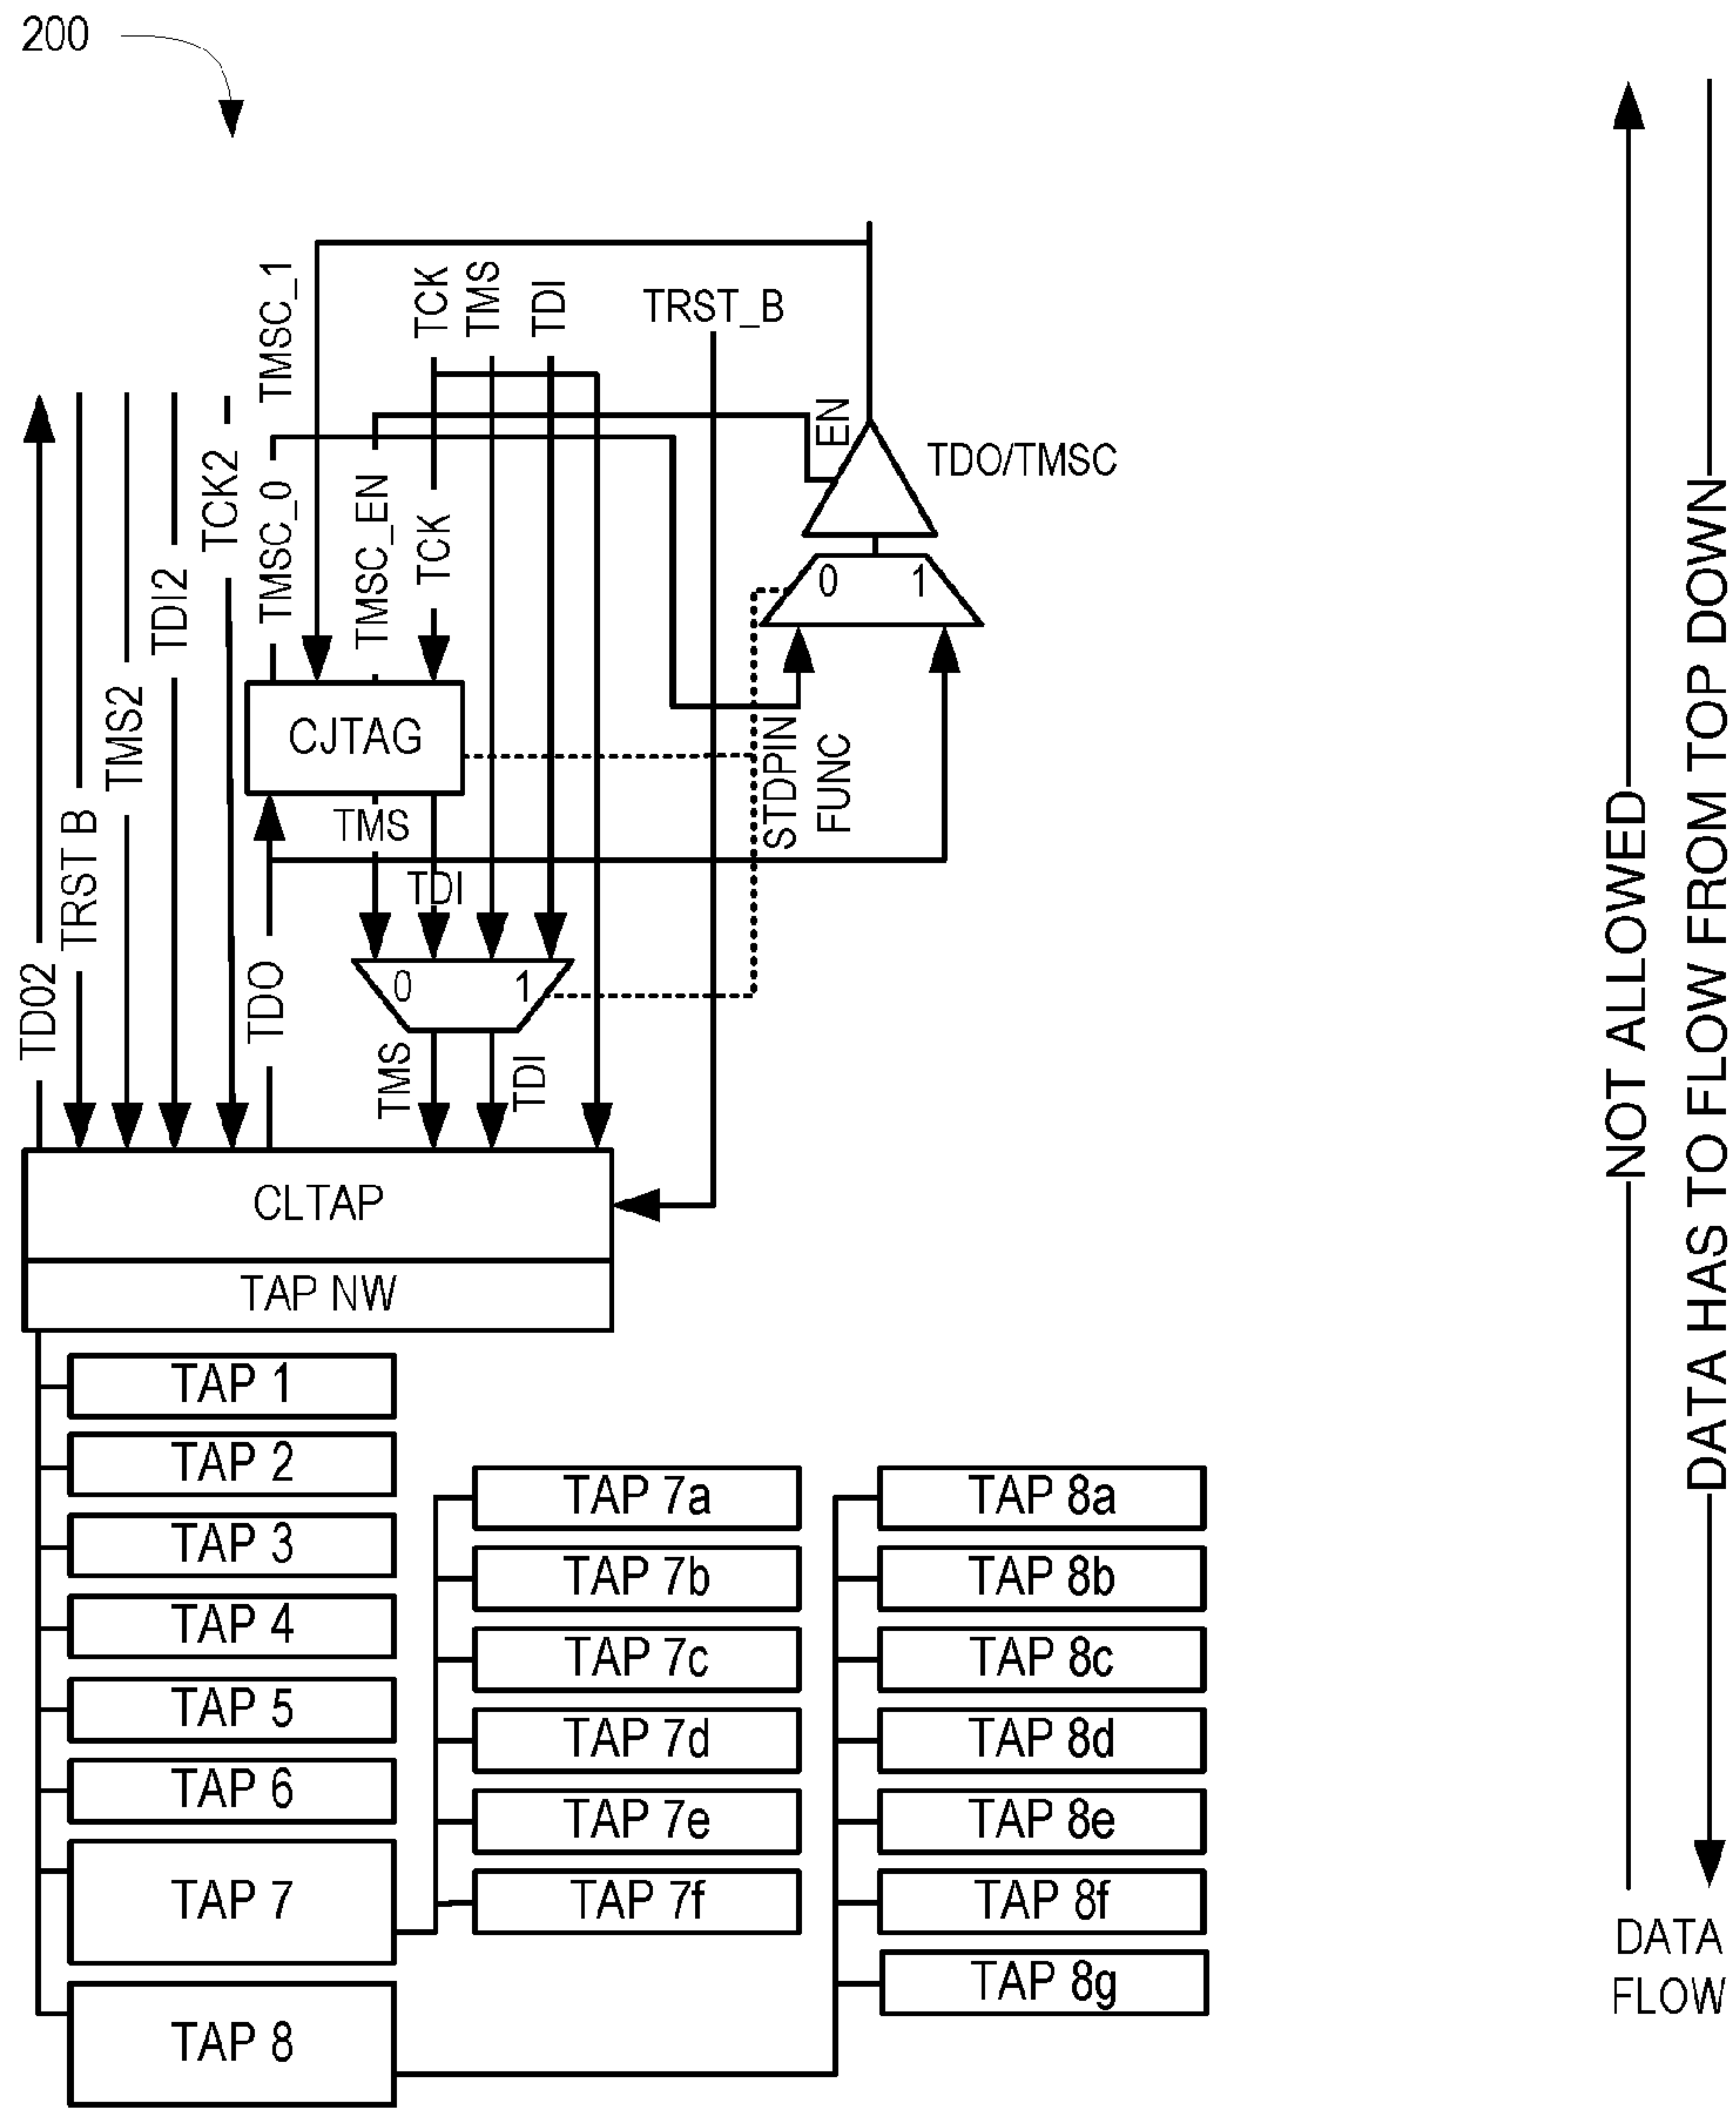 200
TMSC_1
TCK
TMS
TDI
TRST_B
EN
TDO/TMSC
TCK2
TMSC_0
TMSC_EN
TCK
0 1
TDI2
TMS2
CJTAG
STDPIN
FUNC
TRST B
TMS
TDI
TDO2
TDO
0 1
TMS
TDI
CLTAP
TAP NW
TAP 1
TAP 2
TAP 3
TAP 4
TAP 5
TAP 6
TAP 7
TAP 8
TAP 7a
TAP 7b
TAP 7c
TAP 7d
TAP 7e
TAP 7f
TAP 8a
TAP 8b
TAP 8c
TAP 8d
TAP 8e
TAP 8f
TAP 8g
NOT ALLOWED
DATA HAS TO FLOW FROM TOP DOWN
DATA
FLOW